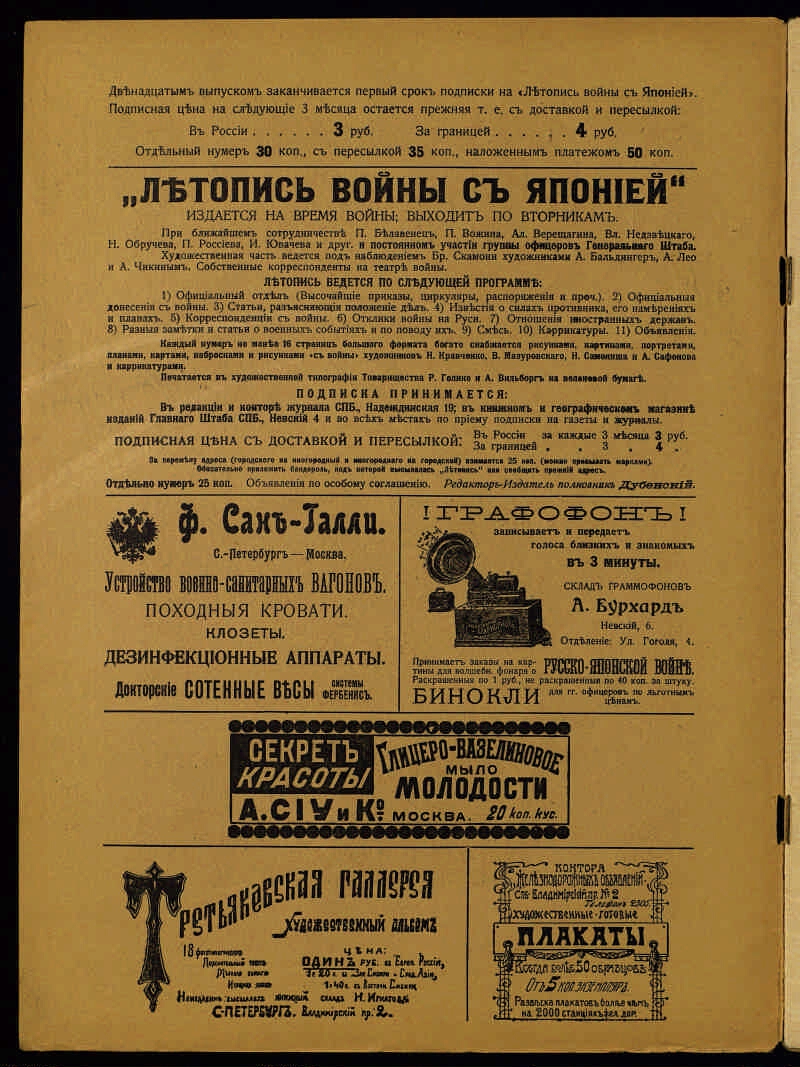 Двѣнадцатымъ выпускомъ заканчивается первый срокъ подписки на «Лѣтопись войны съ Японіей».
Подписная цѣна на слѣдующіе 3 мѣсяца остается прежняя т. е. съ доставкой и пересылкой:
Въ Россіи . . . . . . 3 руб. За границей . . . . . . 4 руб.
Отдѣльный нумеръ 30 коп., съ пересылкой 35 коп., наложеннымъ платежомъ 50 коп.
„ЛѢТОПИСЬ ВОЙНЫ СЪ ЯПОНІЕЙ“
ИЗДАЕТСЯ НА ВРЕМЯ ВОЙНЫ; ВЫХОДИТЪ ПО ВТОРНИКАМЪ.
При ближайшемъ сотрудничествѣ П. Бѣлавенецъ, П. Вожина, Ал. Верещагина, Вл. Недзвѣцкаго,
Н. Обручева, П. Россіева, И. Ювачева и друг. и постоянномъ участіи группы офицеровъ Генеральнаго Штаба.
Художественная часть ведется подъ наблюденіемъ Бр. Скамони художниками А. Бальдингеръ, А. Лео
и А. Чикинымъ. Собственные корреспонденты на театрѣ войны.
ЛѢТОПИСЬ ВЕДЕТСЯ ПО СЛѢДУЮЩЕЙ ПРОГРАММѢ:
1) Офиціальный отдѣлъ (Высочайшіе приказы, циркуляры, распоряженія и проч.). 2) Офиціальныя
донесенія съ войны. 3) Статьи, разъясняющія положеніе дѣлъ. 4) Извѣстія о силахъ противника, его намѣреніяхъ
и планахъ. 5) Корреспонденціи съ войны. 6) Отклики войны на Руси. 7) Отношенія иностранныхъ державъ.
8) Разныя замѣтки и статьи о военныхъ событіяхъ и по поводу ихъ. 9) Смѣсь. 10) Каррикатуры. 11) Объявленія.
Каждый нумеръ не менѣе 16 страницъ большого формата богато снабжается рисунками, картинами, портретами,
планами, картами, набросками и рисунками «съ войны» художниковъ Н. Кравченко, В. Мазуровскаго, Н. Самокиша и А. Сафонова
и каррикатурами.
Печатается въ художественной типографіи Товарищества Р. Голике и А. Вильборгъ на веленевой бумагѣ.
ПОДПИСКА ПРИНИМАЕТСЯ:
Въ редакціи и конторѣ журнала СПБ., Надеждинская 19; въ книжномъ и географическомъ магазинѣ
изданій Главнаго Штаба СПБ., Невскій 4 и во всѣхъ мѣстахъ по пріему подписки на газеты и журналы.
ПОДПИСНАЯ ЦѢНА СЪ ДОСТАВКОЙ И ПЕРЕСЫЛКОЙ: Въ Россіи за каждые 3 мѣсяца 3 руб.
За границей „ „ 3 „ 4 „
За перемѣну адреса (городского на иногородный и иногороднаго на городской) взимается 25 коп. (можно присылать марками).
Обязательно приложить бандероль, подъ которой высылалась „Лѣтопись“ или сообщить прежній адресъ.
Отдѣльно нумеръ 25 коп. Объявленія по особому соглашенію. Редакторъ-Издатель полковникъ Дубенскій.
Ф. Санъ-Галли.
С.-Петербургъ—Москва.
Устройство военно-санитарныхъ ВАГОНОВЪ.
ПОХОДНЫЯ КРОВАТИ.
КЛОЗЕТЫ.
ДЕЗИНФЕКЦІОННЫЕ АППАРАТЫ.
Докторскіе СОТЕННЫЕ ВѢСЫ системы ФЕРБЕНКСЪ.
! ГРАФОФОНЪ !
записываетъ и передаетъ
голоса близкихъ и знакомыхъ
въ 3 минуты.
СКЛАДЪ ГРАММОФОНОВЪ
А. Бурхардъ
Невскій, 6.
Отдѣленіе: Ул. Гоголя, 4.
Принимаетъ заказы на картины для волшебн. фонаря о РУССКО-ЯПОНСКОЙ ВОЙНѢ.
Раскрашенныя по 1 руб., не раскрашенныя по 40 коп. за штуку.
БИНОКЛИ для гг. офицеровъ по льготнымъ цѣнамъ.
СЕКРЕТЪ КРАСОТЫ
ГЛИЦЕРО-ВАЗЕЛИНОВОЕ
МЫЛО
МОЛОДОСТИ
А. СІУ и Кº. МОСКВА. 20 коп. кус.
Третьяковская галлерея
художественный альбомъ
ЦѢНА:
ОДИНЪ руб. въ Европ. Россіи,
С-ПЕТЕРБУРГЪ, Владимірскій пр. 2.
КОНТОРА
ЖЕЛѢЗНОДОРОЖНЫХЪ ОБЪЯВЛЕНІЙ.
Спб. Владимірскій пр. № 2
Телефонъ 2305.
ХУДОЖЕСТВЕННЫЕ-ГОТОВЫЕ
„ПЛАКАТЫ“
Всегда болѣе 50 образцовъ
Отъ 5 коп. экземпляръ.
Развѣска плакатовъ болѣе чѣмъ
на 2000 станціяхъ жел. дор.